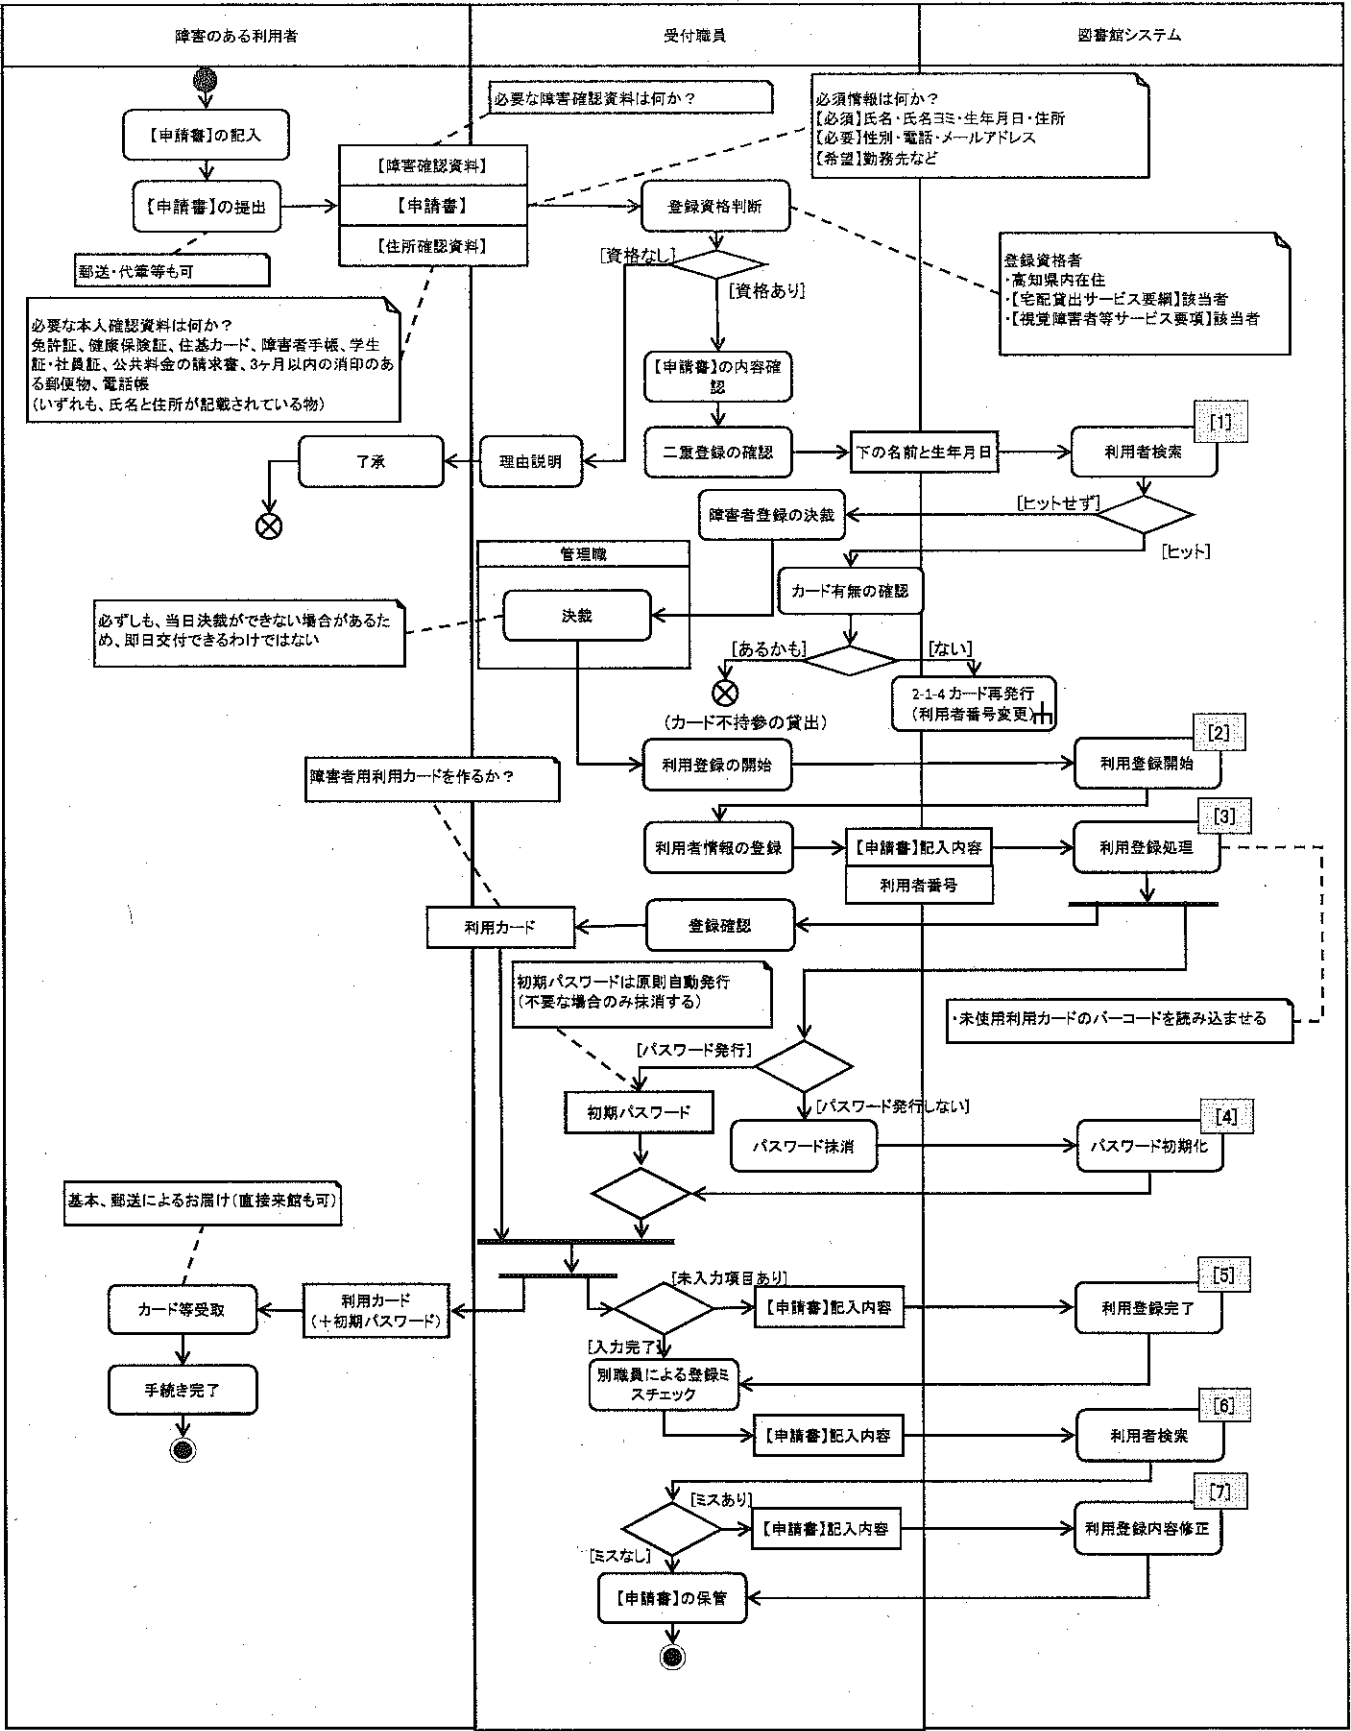 障害のある利用者
受付職員
図書館システム
必要な障害確認資料は何か？
必須情報は何か？
【必須】氏名・氏名ヨミ・生年月日・住所
【必要】性別・電話・メールアドレス
【希望】勤務先など
【申請書】の記入
【障害確認資料】
【申請書】の提出
【申請書】
登録資格判断
【住所確認資料】
郵送・代筆等も可
[資格なし]
[資格あり]
登録資格者
・高知県内在住
・【宅配貸出サービス要綱】該当者
・【視覚障害者等サービス要項】該当者
必要な本人確認資料は何か？
免許証、健康保険証、住基カード、障害者手帳、学生
証・社員証、公共料金の請求書、3ヶ月以内の消印のあ
る郵便物、電話帳
（いずれも、氏名と住所が記載されている物）
【申請書】の内容確
認
[1]
了承
理由説明
二重登録の確認
下の名前と生年月日
利用者検索
障害者登録の決裁
[ヒットせず]
[ヒット]
管理職
決裁
カード有無の確認
必ずしも、当日決裁ができない場合があるた
め、即日交付できるわけではない
[あるかも]
[ない]
2-1-4 カード再発行
（利用者番号変更）
（カード不持参の貸出）
[2]
利用登録の開始
利用登録開始
障害者用利用カードを作るか？
[3]
利用者情報の登録
【申請書】記入内容
利用登録処理
利用者番号
利用カード
登録確認
初期パスワードは原則自動発行
（不要な場合のみ抹消する）
・未使用利用カードのバーコードを読み込ませる
[パスワード発行]
初期パスワード
[パスワード発行しない]
[4]
パスワード抹消
パスワード初期化
基本、郵送によるお届け（直接来館も可）
[未入力項目あり]
[5]
カード等受取
利用カード
（＋初期パスワード）
【申請書】記入内容
利用登録完了
[入力完了]
手続き完了
別職員による登録ミ
スチェック
[6]
【申請書】記入内容
利用者検索
[ミスあり]
[7]
【申請書】記入内容
利用登録内容修正
[ミスなし]
【申請書】の保管